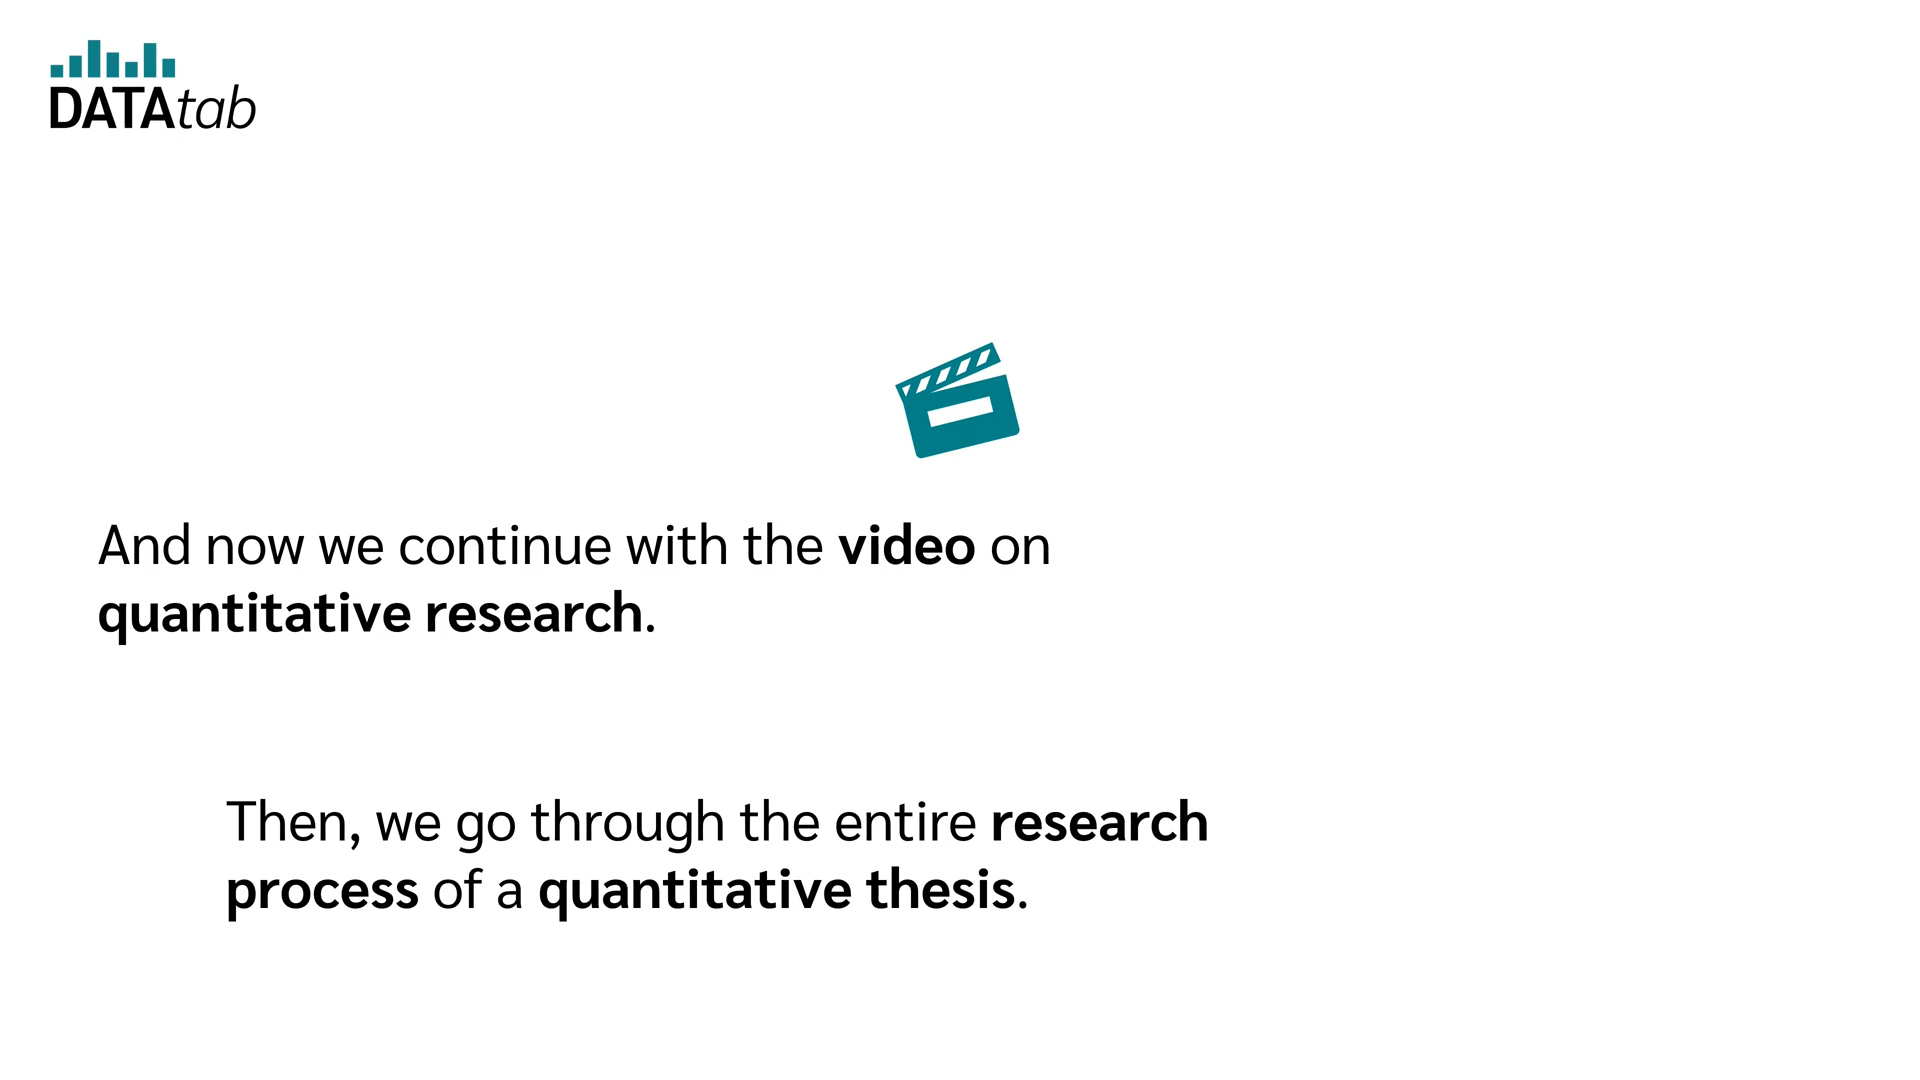 DATAtab
And now we continue with the video on
quantitative research.
Then, we go through the entire research
process of a quantitative thesis.